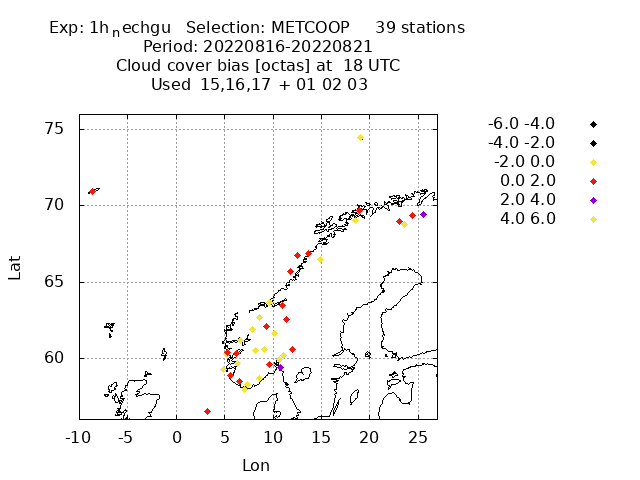 Exp: 1hnechgu Selection: METCOOP 39 stations
Period: 20220816-20220821
Cloud cover bias [octas] at 18 UTC
Used 15,16,17 + 01 02 03
75
70
65
60
-10 -5 0 5 10 15 20 25
Lat
Lon
-6.0 -4.0
-4.0 -2.0
-2.0 0.0
0.0 2.0
2.0 4.0
4.0 6.0